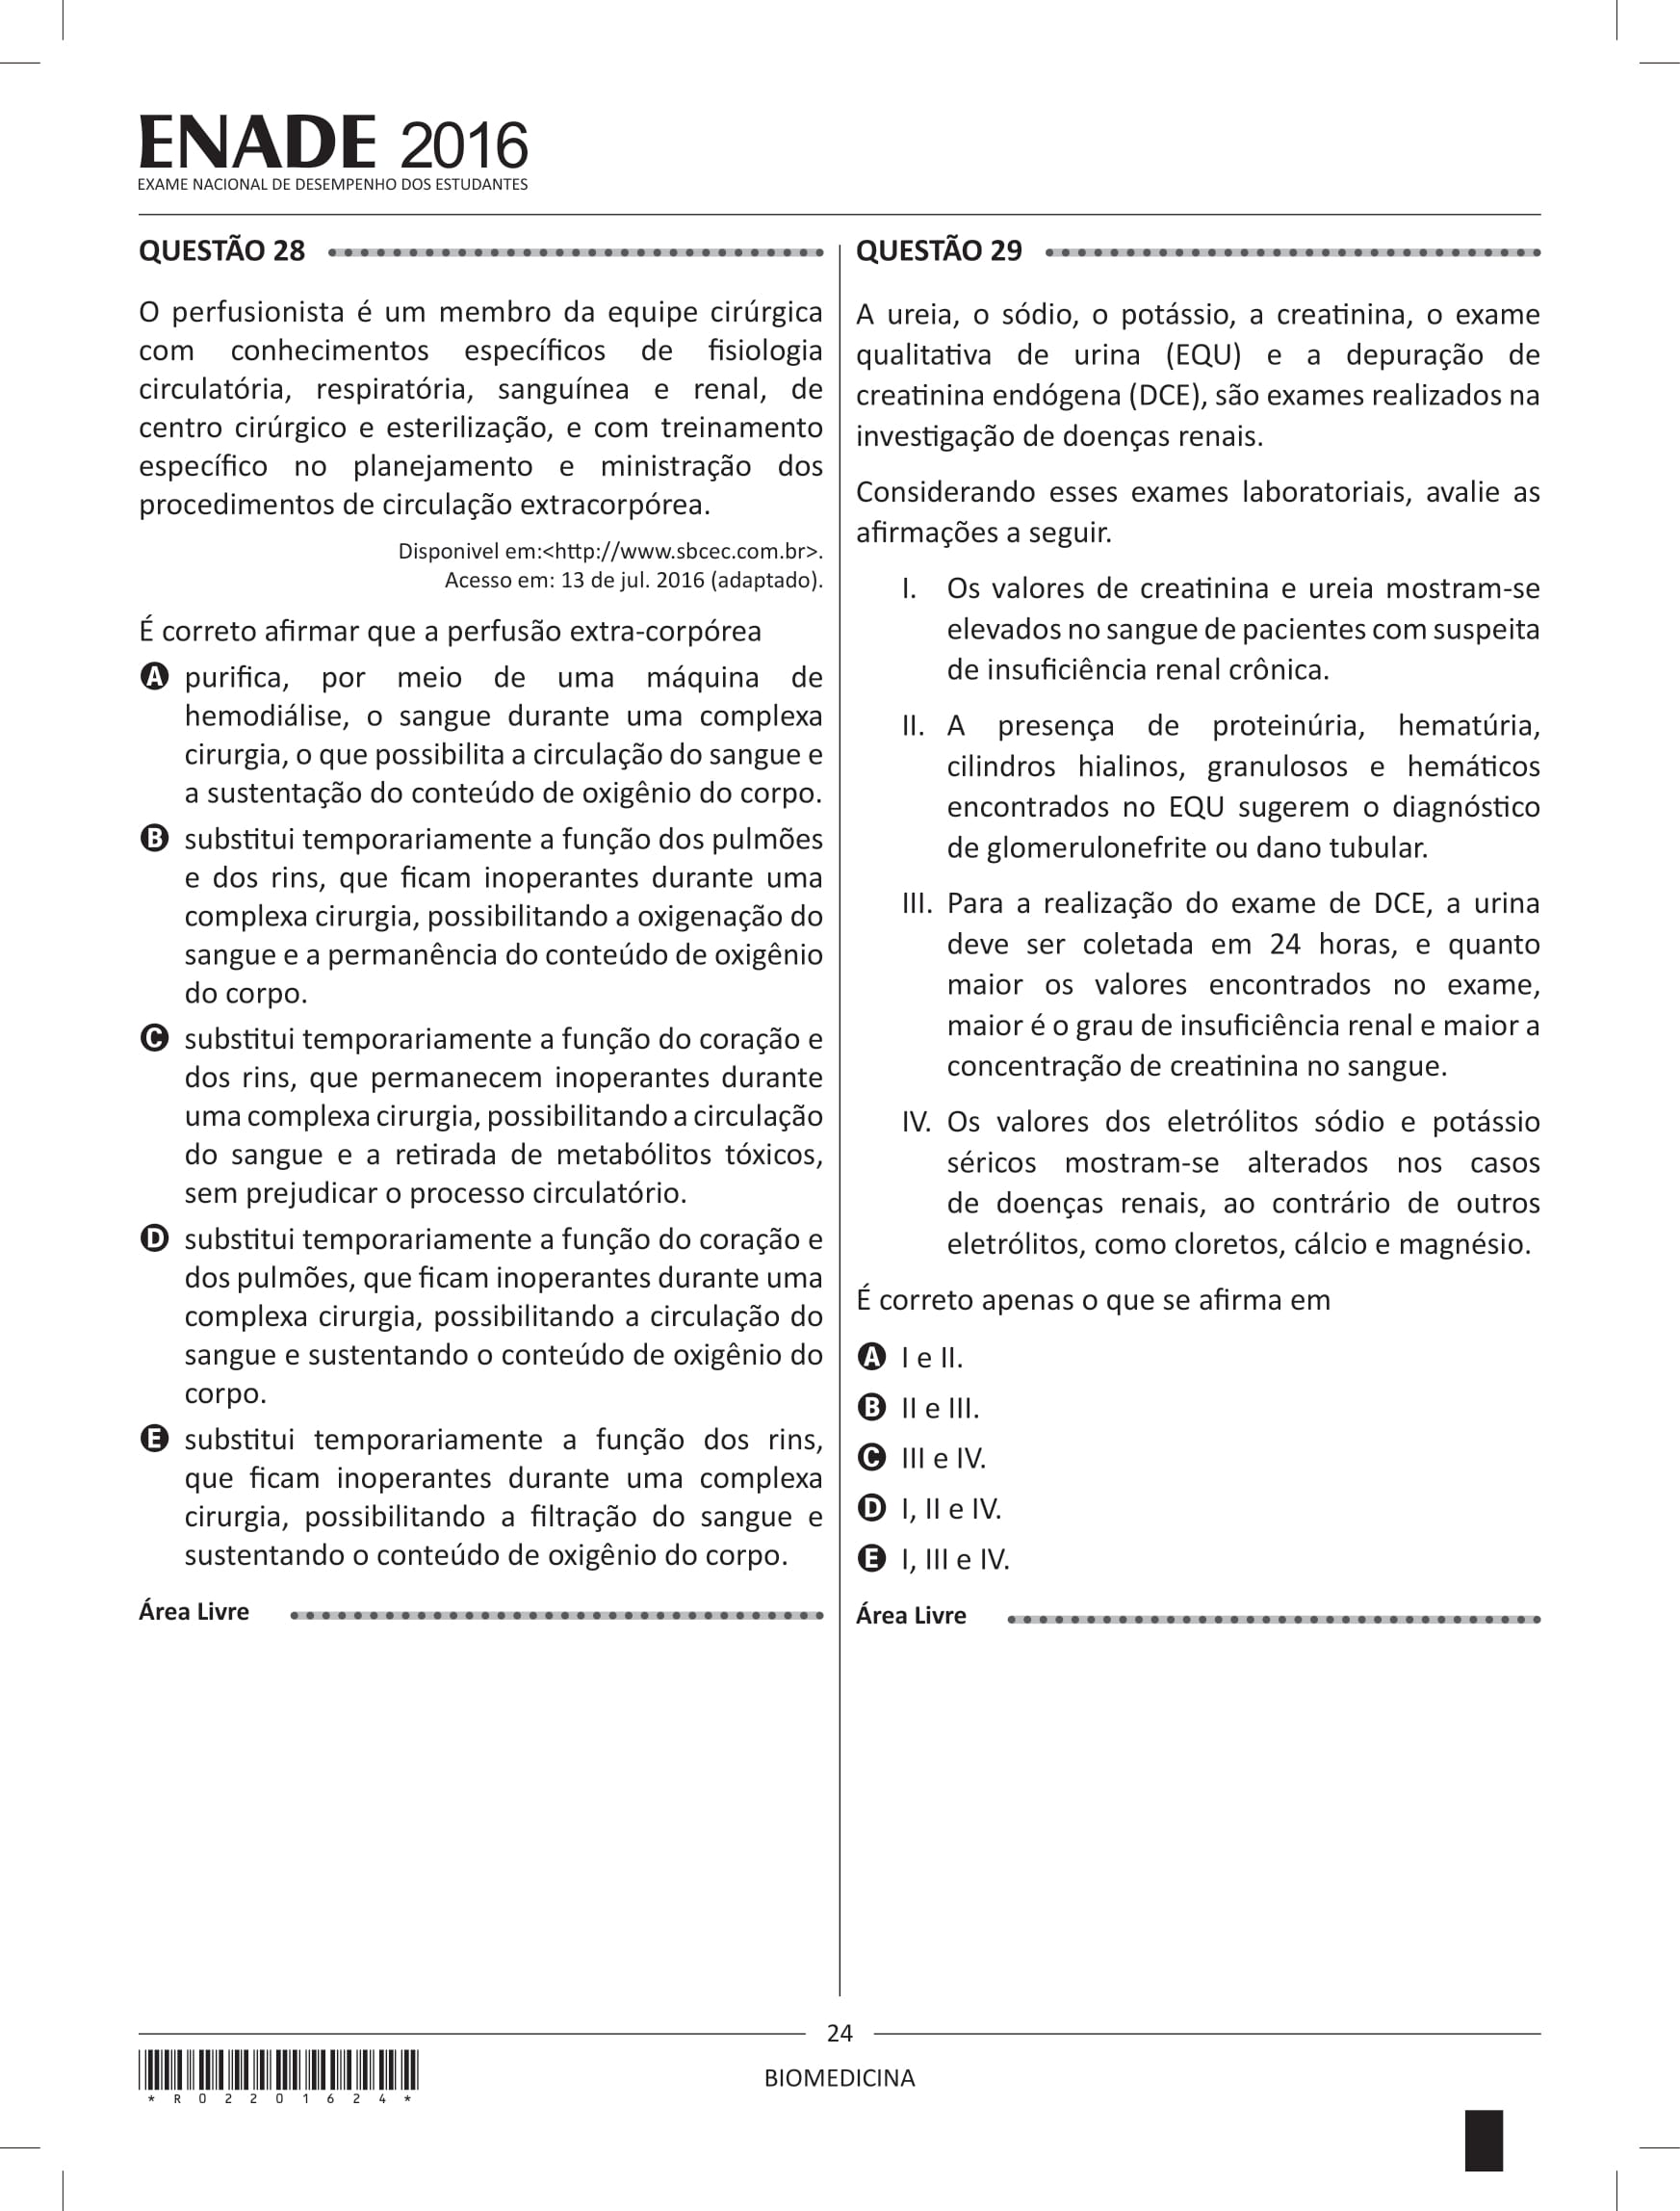 ENADE 2016
EXAME NACIONAL DE DESEMPENHO DOS ESTUDANTES
QUESTÃO 28
O perfusionista é um membro da equipe cirúrgica
com conhecimentos específicos de fisiologia
circulatória, respiratória, sanguínea e renal, de
centro cirúrgico e esterilização, e com treinamento
específico no planejamento e ministração dos
procedimentos de circulação extracorpórea.
Disponivel em:<http://www.sbcec.com.br>.
Acesso em: 13 de jul. 2016 (adaptado).
É correto afirmar que a perfusão extra-corpórea
A purifica, por meio de uma máquina de
hemodiálise, o sangue durante uma complexa
cirurgia, o que possibilita a circulação do sangue e
a sustentação do conteúdo de oxigênio do corpo.
B substitui temporariamente a função dos pulmões
e dos rins, que ficam inoperantes durante uma
complexa cirurgia, possibilitando a oxigenação do
sangue e a permanência do conteúdo de oxigênio
do corpo.
C substitui temporariamente a função do coração e
dos rins, que permanecem inoperantes durante
uma complexa cirurgia, possibilitando a circulação
do sangue e a retirada de metabólitos tóxicos,
sem prejudicar o processo circulatório.
D substitui temporariamente a função do coração e
dos pulmões, que ficam inoperantes durante uma
complexa cirurgia, possibilitando a circulação do
sangue e sustentando o conteúdo de oxigênio do
corpo.
E substitui temporariamente a função dos rins,
que ficam inoperantes durante uma complexa
cirurgia, possibilitando a filtração do sangue e
sustentando o conteúdo de oxigênio do corpo.
Área Livre
QUESTÃO 29
A ureia, o sódio, o potássio, a creatinina, o exame
qualitativa de urina (EQU) e a depuração de
creatinina endógena (DCE), são exames realizados na
investigação de doenças renais.
Considerando esses exames laboratoriais, avalie as
afirmações a seguir.
I. Os valores de creatinina e ureia mostram-se
elevados no sangue de pacientes com suspeita
de insuficiência renal crônica.
II. A presença de proteinúria, hematúria,
cilindros hialinos, granulosos e hemáticos
encontrados no EQU sugerem o diagnóstico
de glomerulonefrite ou dano tubular.
III. Para a realização do exame de DCE, a urina
deve ser coletada em 24 horas, e quanto
maior os valores encontrados no exame,
maior é o grau de insuficiência renal e maior a
concentração de creatinina no sangue.
IV. Os valores dos eletrólitos sódio e potássio
séricos mostram-se alterados nos casos
de doenças renais, ao contrário de outros
eletrólitos, como cloretos, cálcio e magnésio.
É correto apenas o que se afirma em
A I e II.
B II e III.
C III e IV.
D I, II e IV.
E I, III e IV.
Área Livre
24
BIOMEDICINA
* R 0 2 2 0 1 6 2 4 *